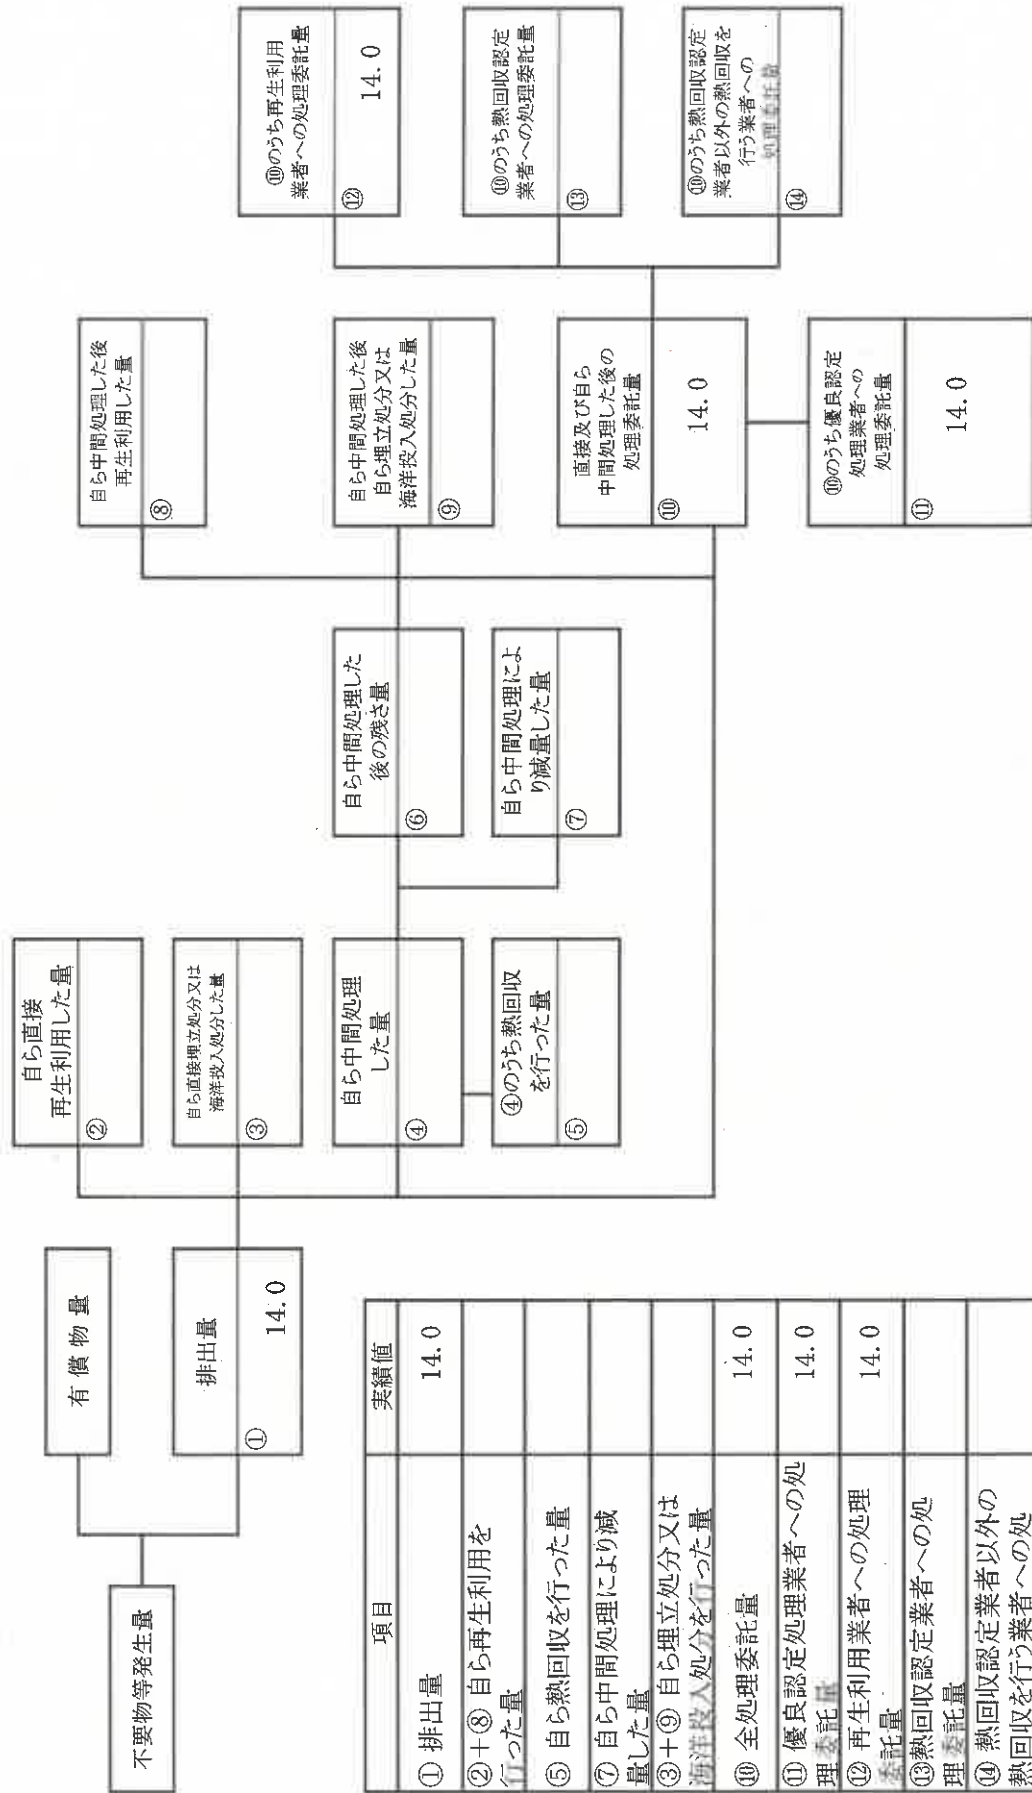 不要物等発生量
有償物量
排出量
①
14.0
自ら直接
再生利用した量
②
自ら直接埋立処分又は
海洋投入処分した量
③
自ら中間処理
した量
④
④のうち熱回収
を行った量
⑤
自ら中間処理した
後の残さ量
⑥
自ら中間処理によ
り減量した量
⑦
自ら中間処理した後
再生利用した量
⑧
自ら中間処理した後
自ら埋立処分又は
海洋投入処分した量
⑨
直接及び自ら
中間処理した後の
処理委託量
⑩
14.0
⑩のうち優良認定
処理業者への
処理委託量
⑪
14.0
⑩のうち再生利用
業者への処理委託量
⑫
14.0
⑩のうち熱回収認定
業者への処理委託量
⑬
⑩のうち熱回収認定
業者以外の熱回収を
行う業者への
処理委託量
⑭
項目 実績値
① 排出量 14.0
②+⑧ 自ら再生利用を
行った量
⑤ 自ら熱回収を行った量
⑦ 自ら中間処理により減
量した量
③+⑨ 自ら埋立処分又は
海洋投入処分を行った量
⑩ 全処理委託量 14.0
⑪ 優良認定処理業者への処
理委託量 14.0
⑫ 再生利用業者への処理
委託量 14.0
⑬熱回収認定業者への処
理委託量
⑭ 熱回収認定業者以外の
熱回収を行う業者への処